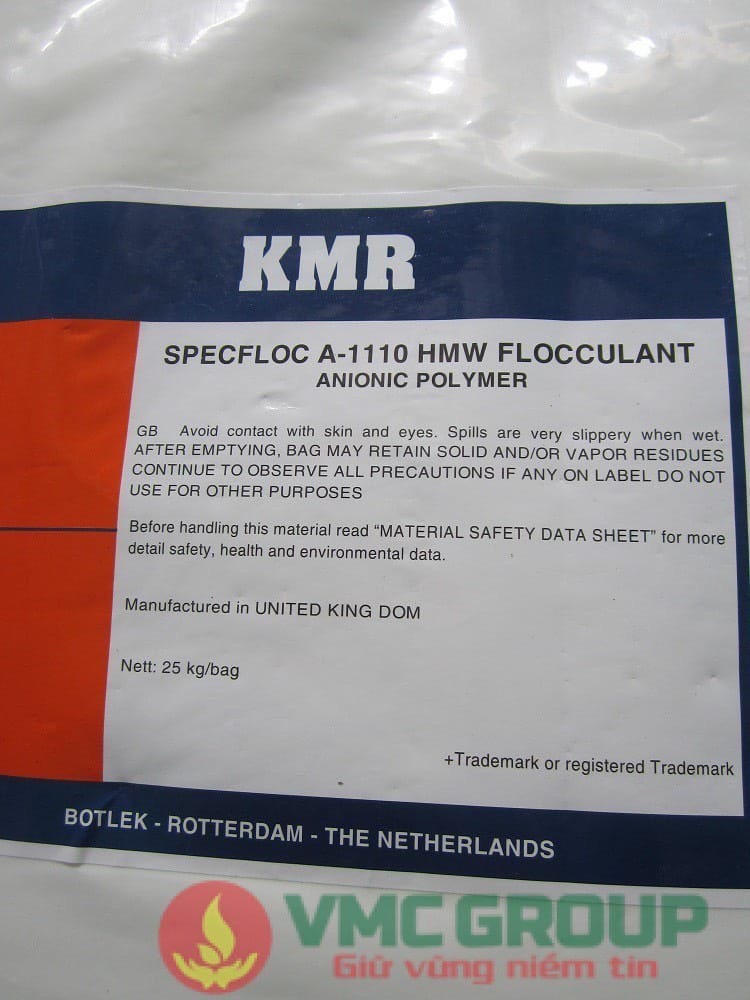 KMR
SPECFLOC A-1110 HMW FLOCCULANT
ANIONIC POLYMER
GB Avoid contact with skin and eyes. Spills are very slippery when wet.
AFTER EMPTYING, BAG MAY RETAIN SOLID AND/OR VAPOR RESIDUES
CONTINUE TO OBSERVE ALL PRECAUTIONS IF ANY ON LABEL DO NOT
USE FOR OTHER PURPOSES
Before handling this material read “MATERIAL SAFETY DATA SHEET” for more
detail safety, health and environmental data.
Manufactured in UNITED KING DOM
Nett: 25 kg/bag
+Trademark or registered Trademark
BOTLEK - ROTTERDAM - THE NETHERLANDS
VMC GROUP
Giữ vững niềm tin